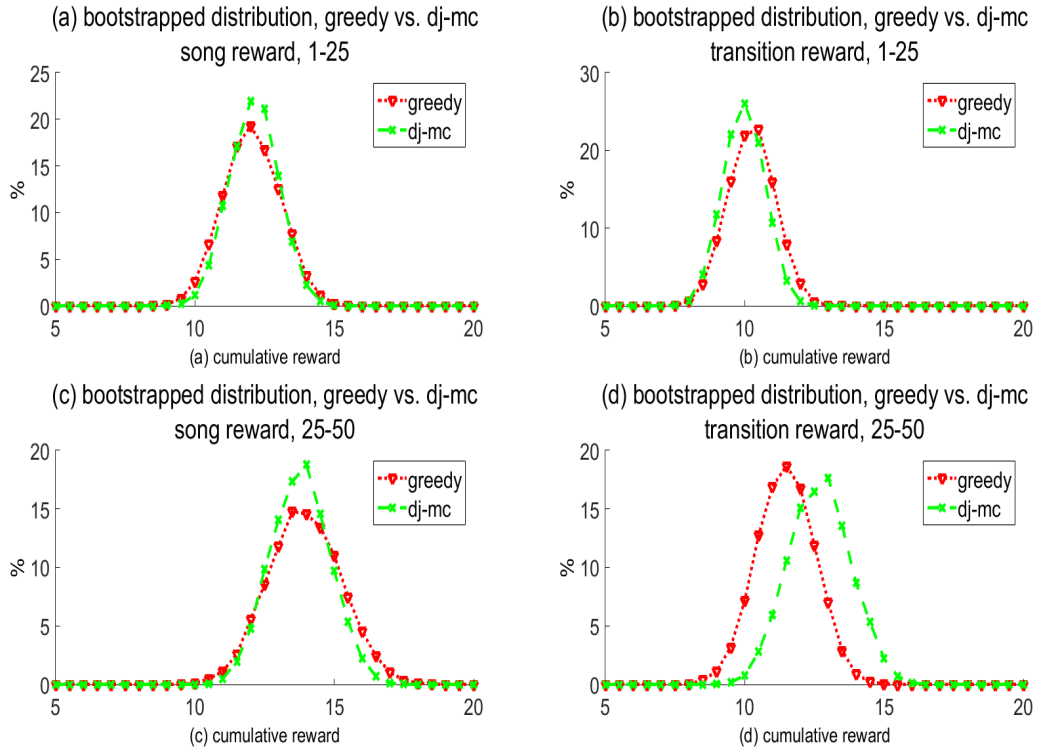 (a) bootstrapped distribution, greedy vs. dj-mc
song reward, 1-25
25
20
15
10
5
0
%
greedy
dj-mc
5
10
15
20
(a) cumulative reward
(b) bootstrapped distribution, greedy vs. dj-mc
transition reward, 1-25
30
20
10
0
%
greedy
dj-mc
5
10
15
20
(b) cumulative reward
(c) bootstrapped distribution, greedy vs. dj-mc
song reward, 25-50
20
15
10
5
0
%
greedy
dj-mc
5
10
15
20
(c) cumulative reward
(d) bootstrapped distribution, greedy vs. dj-mc
transition reward, 25-50
20
15
10
5
0
%
greedy
dj-mc
5
10
15
20
(d) cumulative reward